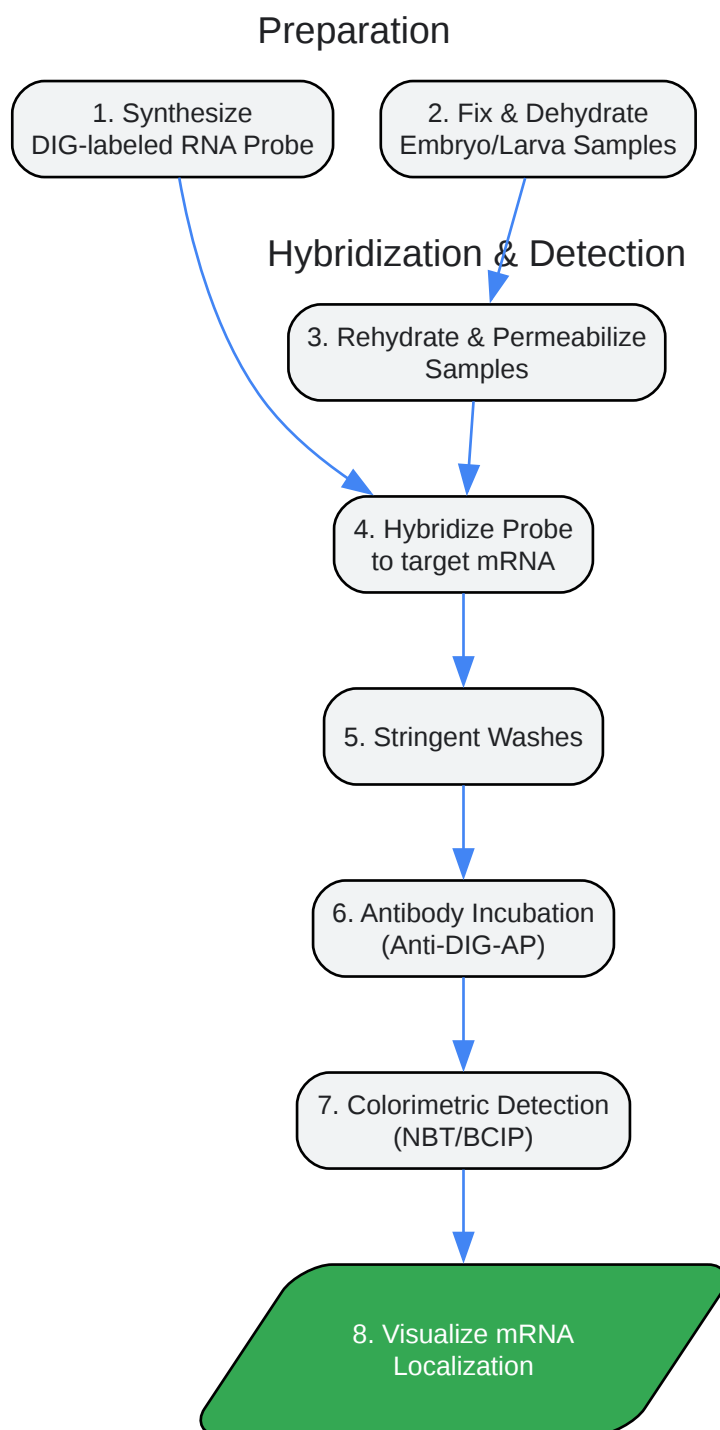 Preparation
1. Synthesize
DIG-labeled RNA Probe
2. Fix & Dehydrate
Embryo/Larva Samples
Hybridization & Detection
3. Rehydrate & Permeabilize
Samples
4. Hybridize Probe
to target mRNA
5. Stringent Washes
6. Antibody Incubation
(Anti-DIG-AP)
7. Colorimetric Detection
(NBT/BCIP)
8. Visualize mRNA
Localization